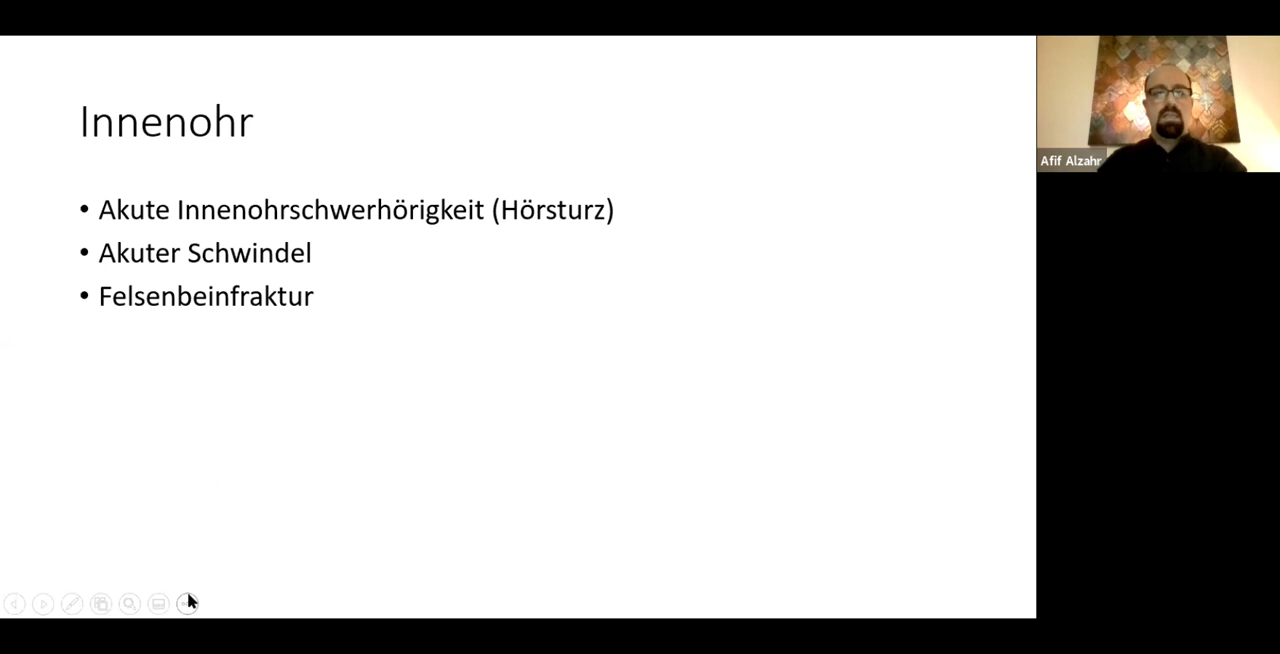 Innenohr
• Akute Innenohrschwerhörigkeit (Hörsturz)
• Akuter Schwindel
• Felsenbeinfraktur
Afif Alzahr